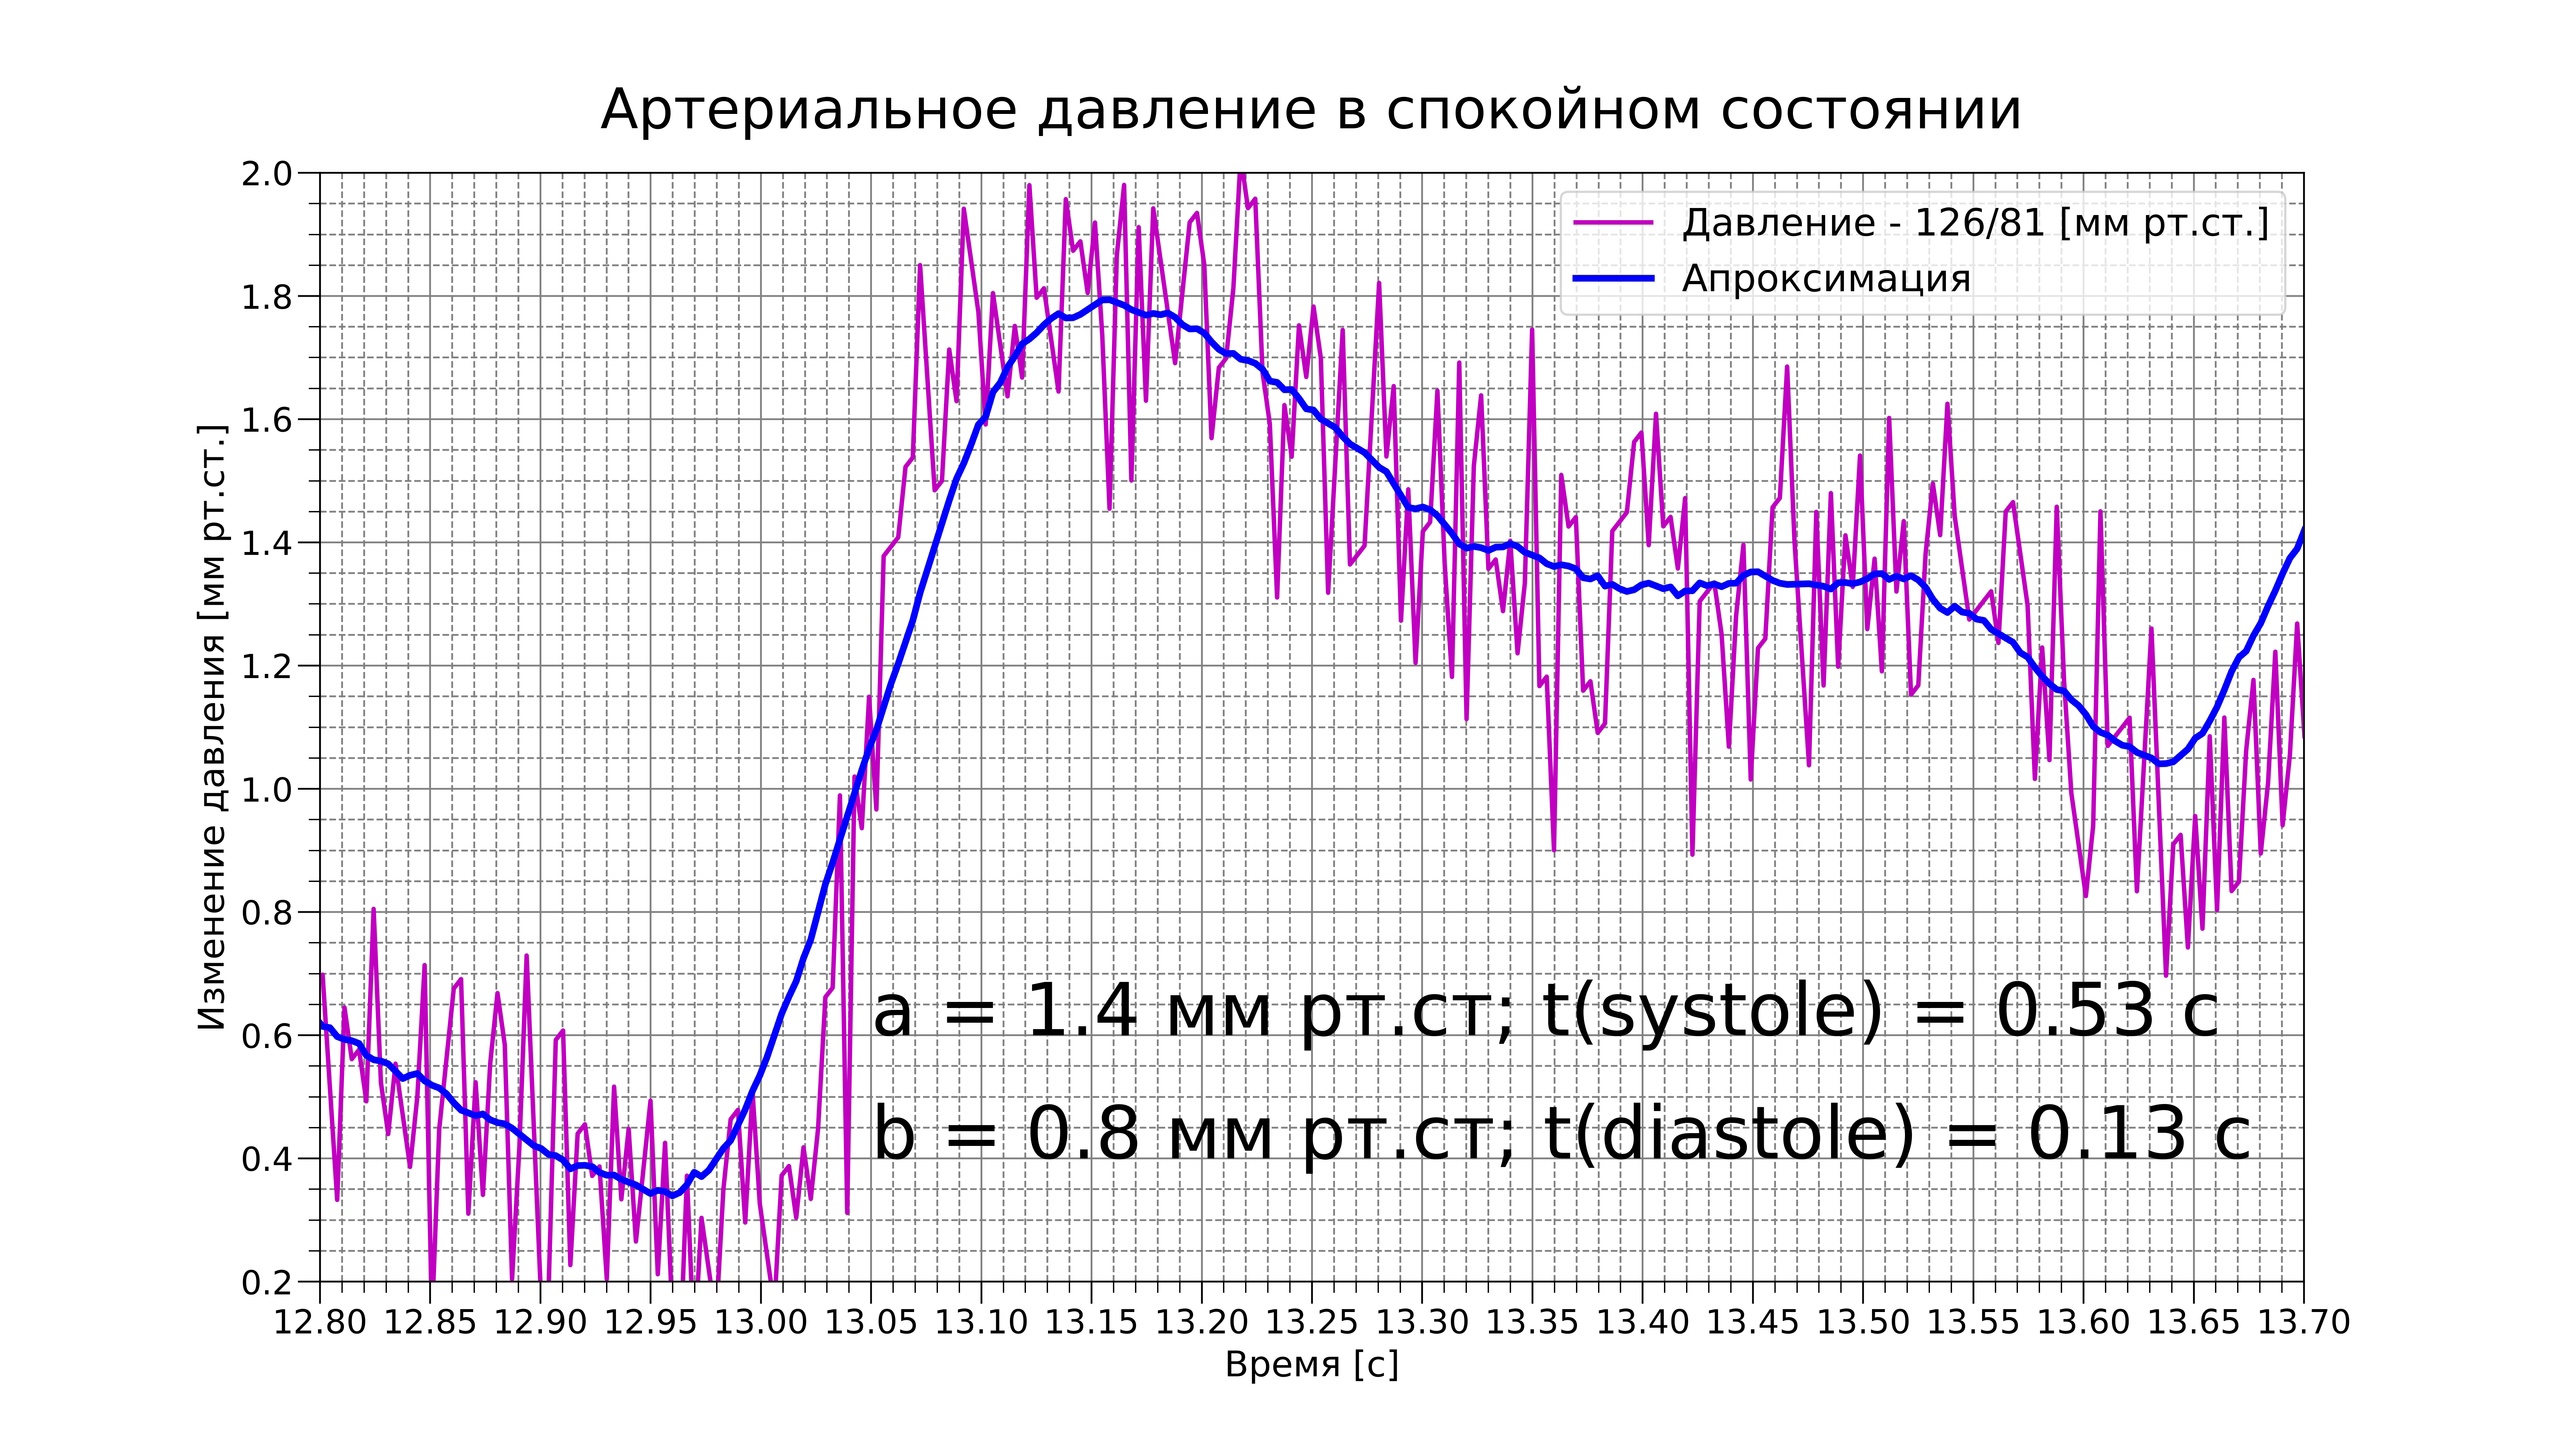 Артериальное давление в спокойном состоянии
Изменение давления [мм рт.ст.]
2.0
1.8
1.6
1.4
1.2
1.0
0.8
0.6
0.4
0.2
Давление - 126/81 [мм рт.ст.]
Апроксимация
a = 1.4 мм рт.ст; t(systole) = 0.53 с
b = 0.8 мм рт.ст; t(diastole) = 0.13 с
12.80 12.85 12.90 12.95 13.00 13.05 13.10 13.15 13.20 13.25 13.30 13.35 13.40 13.45 13.50 13.55 13.60 13.65 13.70
Время [с]